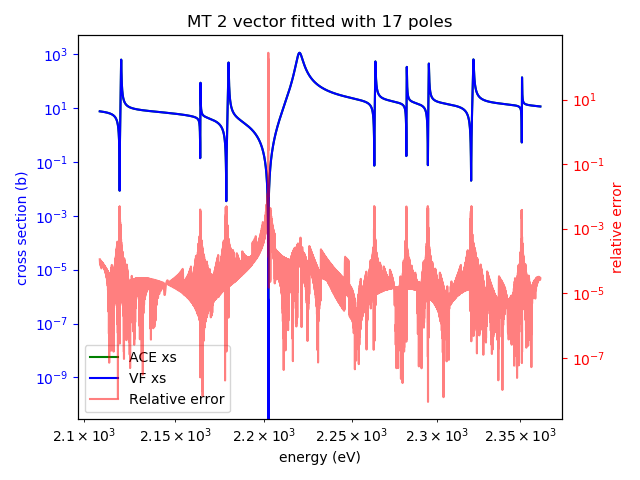 MT 2 vector fitted with 17 poles
cross section (b)
10³
10¹
10⁻¹
10⁻³
10⁻⁵
10⁻⁷
10⁻⁹
10¹
10⁻¹
10⁻³
10⁻⁵
10⁻⁷
relative error
ACE xs
VF xs
Relative error
2.1 × 10³ 2.15 × 10³ 2.2 × 10³ 2.25 × 10³ 2.3 × 10³ 2.35 × 10³
energy (eV)